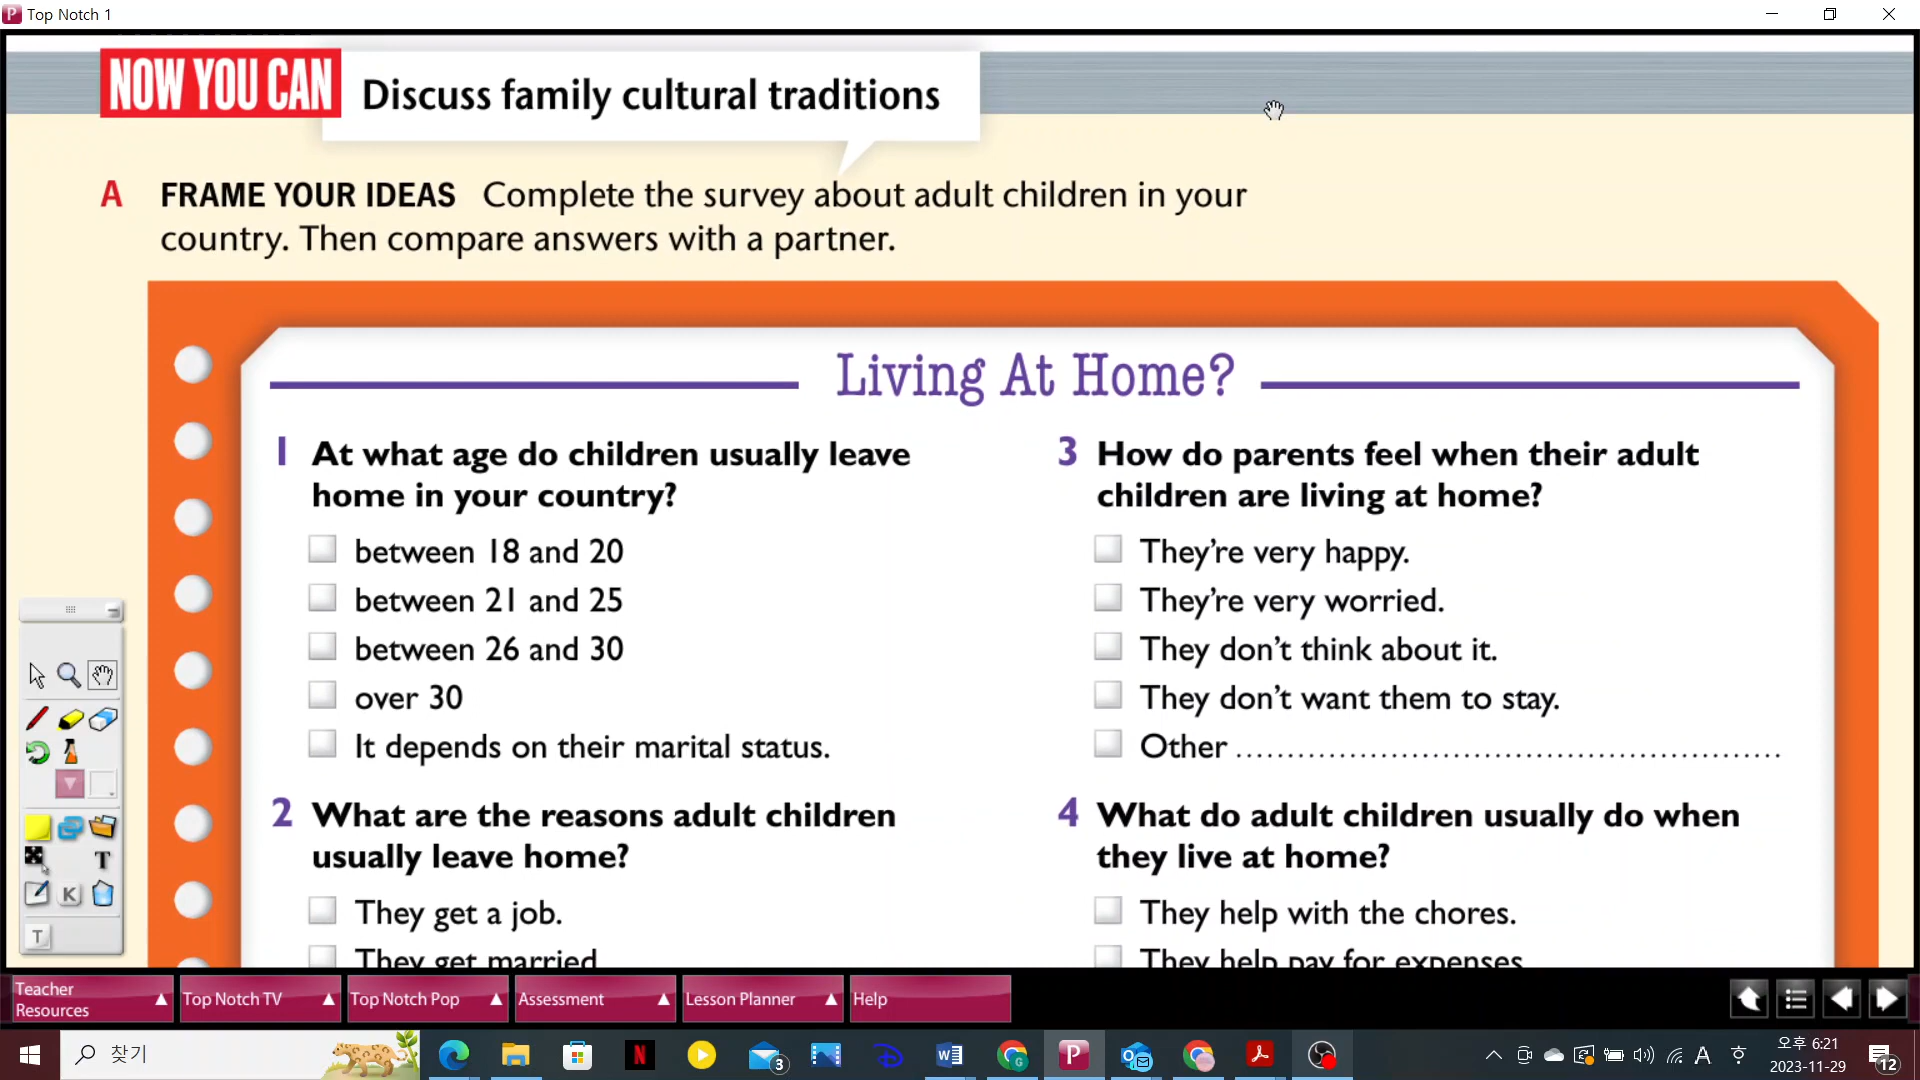 Top Notch 1
NOW YOU CAN
Discuss family cultural traditions
A FRAME YOUR IDEAS Complete the survey about adult children in your
country. Then compare answers with a partner.
Living At Home?
1 At what age do children usually leave
home in your country?
between 18 and 20
between 21 and 25
between 26 and 30
over 30
It depends on their marital status.
2 What are the reasons adult children
usually leave home?
They get a job.
They get married
3 How do parents feel when their adult
children are living at home?
They’re very happy.
They’re very worried.
They don’t think about it.
They don’t want them to stay.
Other
4 What do adult children usually do when
they live at home?
They help with the chores.
They help pay for expenses
T
K
T
Teacher
Resources
Top Notch TV
Top Notch Pop
Assessment
Lesson Planner
Help
찾기
3
A
오후 6:21
2023-11-29
12